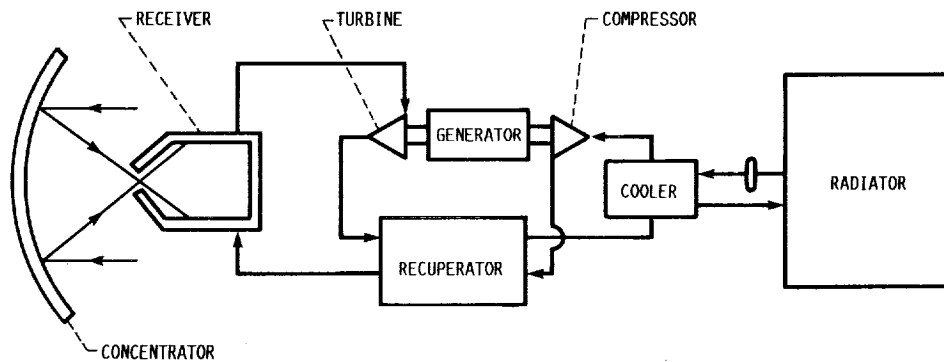 RECEIVER
TURBINE
COMPRESSOR
GENERATOR
COOLER
RADIATOR
RECUPERATOR
CONCENTRATOR